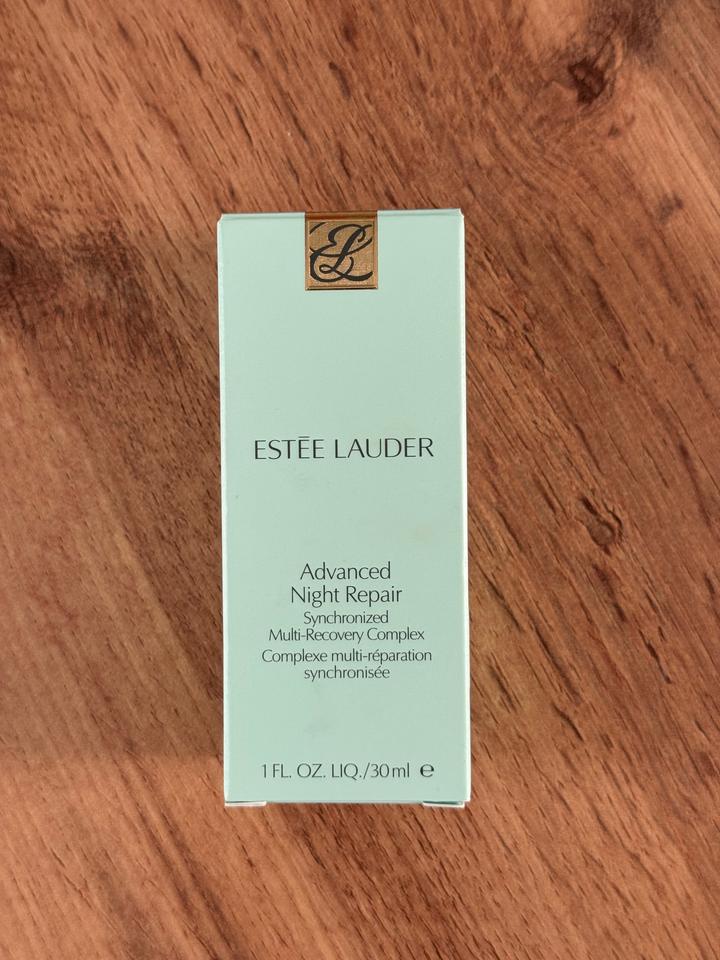 EL
ESTĒE LAUDER
Advanced
Night Repair
Synchronized
Multi-Recovery Complex
Complexe multi-réparation
synchronisée
1 FL. OZ. LIQ./30 ml ℮